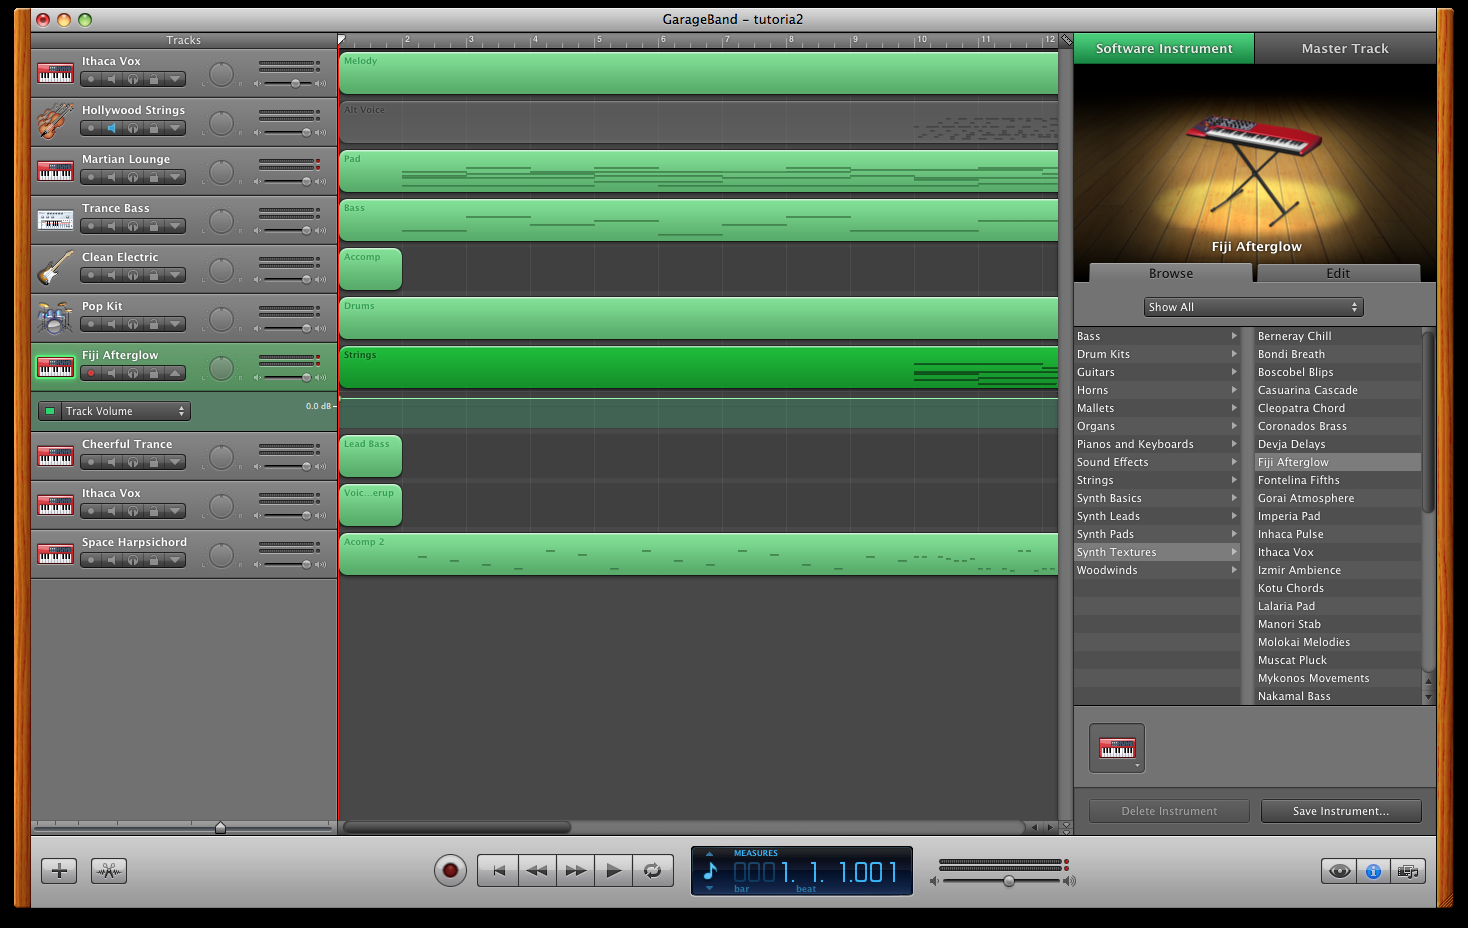 GarageBand - tutoria2
Tracks
2 3 4 5 6 7 8 9 10 11 12
Software Instrument
Master Track
Ithaca Vox
Melody
Hollywood Strings
Alt Voice
Martian Lounge
Pad
Trance Bass
Bass
Clean Electric
Accomp
Pop Kit
Drums
Fiji Afterglow
Strings
Track Volume
0.0 dB
Cheerful Trance
Lead Bass
Ithaca Vox
Voic...erup
Space Harpsichord
Acomp 2
Fiji Afterglow
Browse
Edit
Show All
Bass
Drum Kits
Guitars
Horns
Mallets
Organs
Pianos and Keyboards
Sound Effects
Strings
Synth Basics
Synth Leads
Synth Pads
Synth Textures
Woodwinds
Berneray Chill
Bondi Breath
Boscobel Blips
Casuarina Cascade
Cleopatra Chord
Coronados Brass
Devja Delays
Fiji Afterglow
Fontelina Fifths
Gorai Atmosphere
Imperia Pad
Inhaca Pulse
Ithaca Vox
Izmir Ambience
Kotu Chords
Lalaria Pad
Manori Stab
Molokai Melodies
Muscat Pluck
Mykonos Movements
Nakamal Bass
Delete Instrument
Save Instrument...
MEASURES
0001. 1. 1.001
bar beat